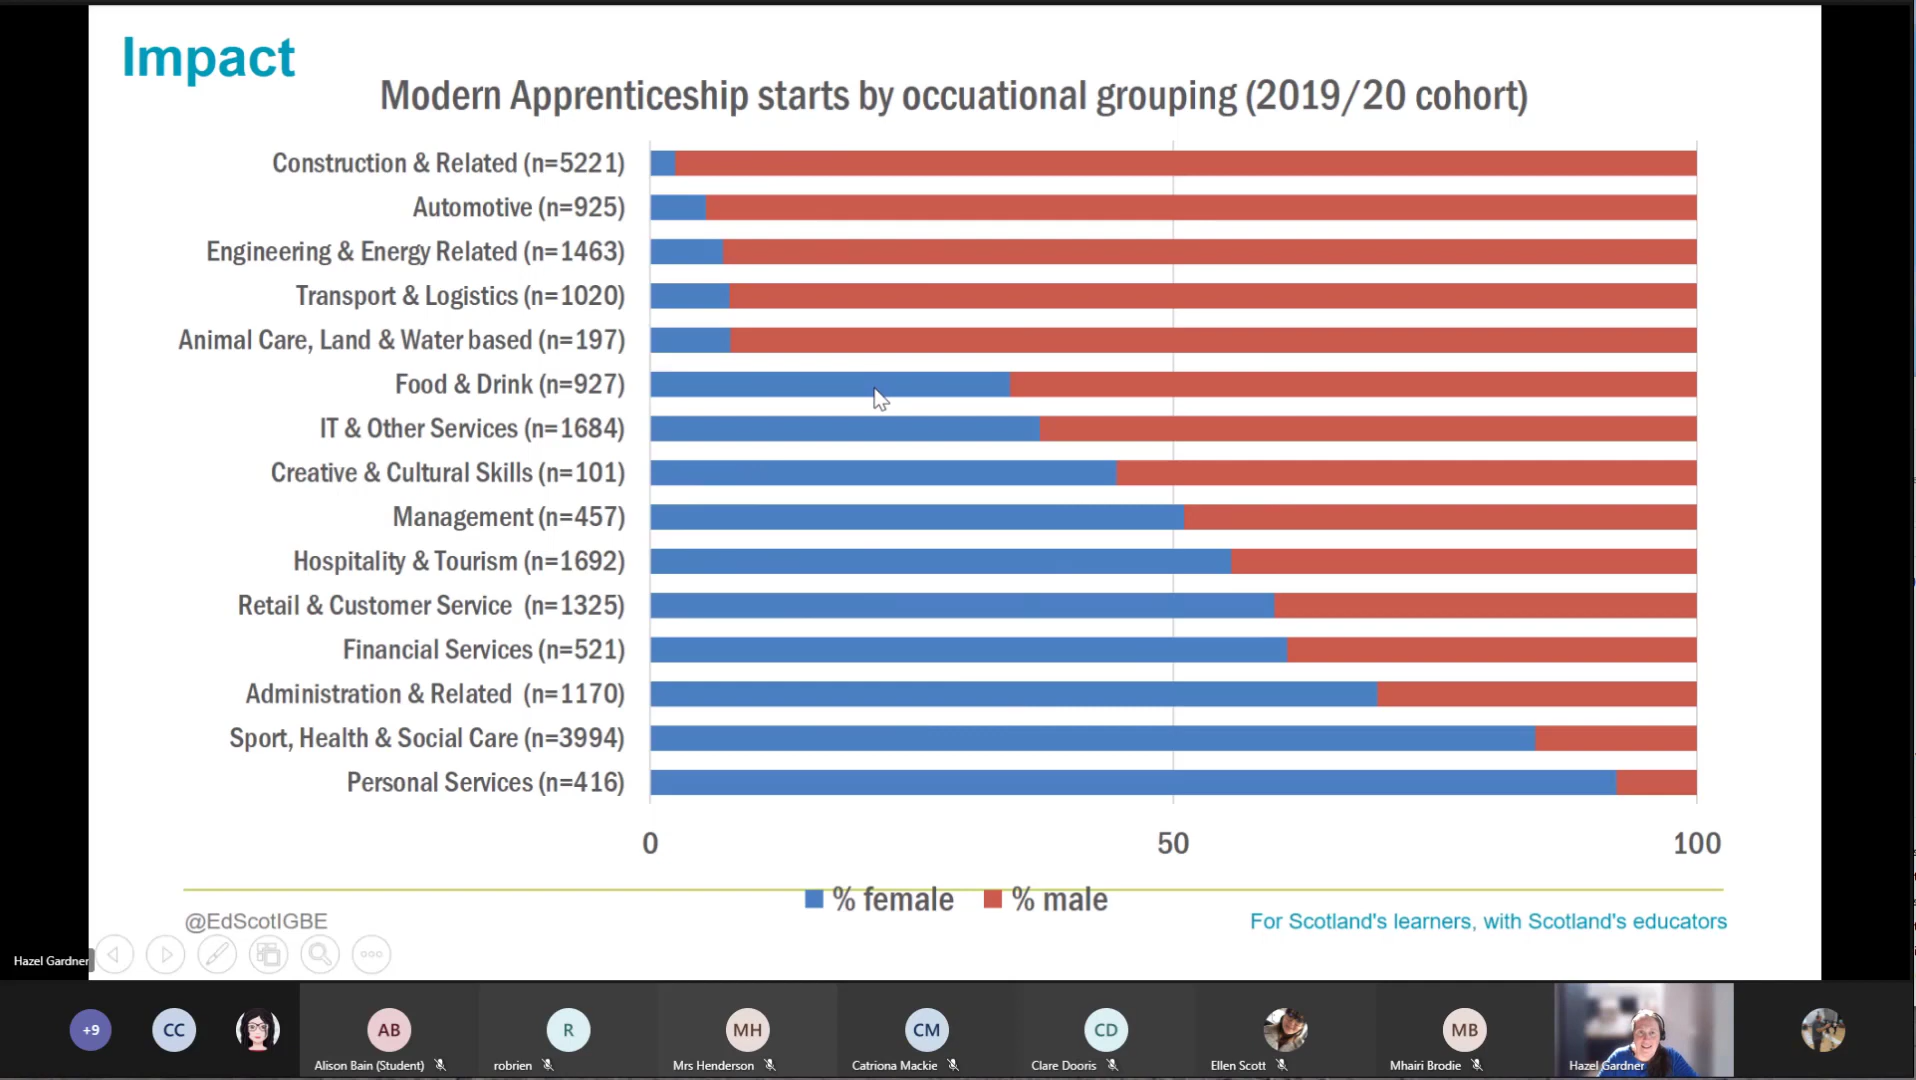 Impact
Modern Apprenticeship starts by occuational grouping (2019/20 cohort)
Construction & Related (n=5221)
Automotive (n=925)
Engineering & Energy Related (n=1463)
Transport & Logistics (n=1020)
Animal Care, Land & Water based (n=197)
Food & Drink (n=927)
IT & Other Services (n=1684)
Creative & Cultural Skills (n=101)
Management (n=457)
Hospitality & Tourism (n=1692)
Retail & Customer Service (n=1325)
Financial Services (n=521)
Administration & Related (n=1170)
Sport, Health & Social Care (n=3994)
Personal Services (n=416)
0 50 100
% female % male
@EdScotIGBE
For Scotland's learners, with Scotland's educators
Hazel Gardner
+9 CC AB R MH CM CD MB
Alison Bain (Student) robrien Mrs Henderson Catriona Mackie Clare Dooris Ellen Scott Mhairi Brodie Hazel Gardner